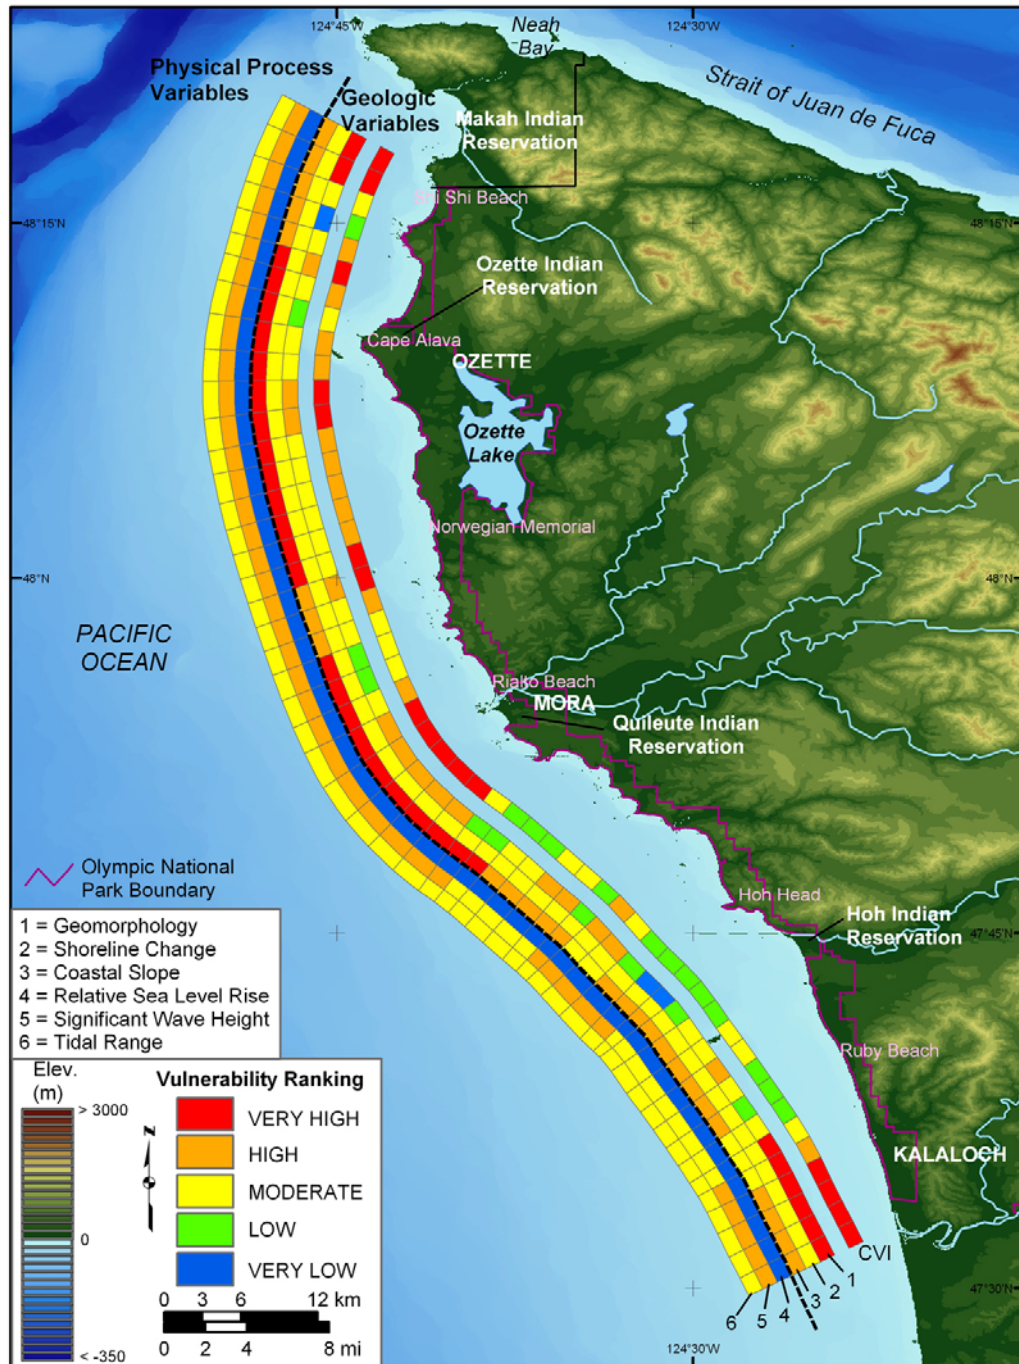 124°45'W
124°30'W
Neah
Bay
Physical Process
Variables
Geologic
Variables
Strait of Juan de Fuca
Makah Indian
Reservation
Shi Shi Beach
48°15'N
48°15'N
Ozette Indian
Reservation
Cape Alava
OZETTE
Ozette
Lake
Norwegian Memorial
48°N
48°N
PACIFIC
OCEAN
Rialto Beach
MORA
Quileute Indian
Reservation
Olympic National
Park Boundary
Hoh Head
Hoh Indian
Reservation
47°45'N
1 = Geomorphology
2 = Shoreline Change
3 = Coastal Slope
4 = Relative Sea Level Rise
5 = Significant Wave Height
6 = Tidal Range
Ruby Beach
Elev.
(m)
> 3000
0
< -350
N
Vulnerability Ranking
VERY HIGH
HIGH
MODERATE
LOW
VERY LOW
0 3 6 12 km
0 2 4 8 mi
KALALOCH
CVI
1
2
3
4
5
6
47°30'N
124°30'W